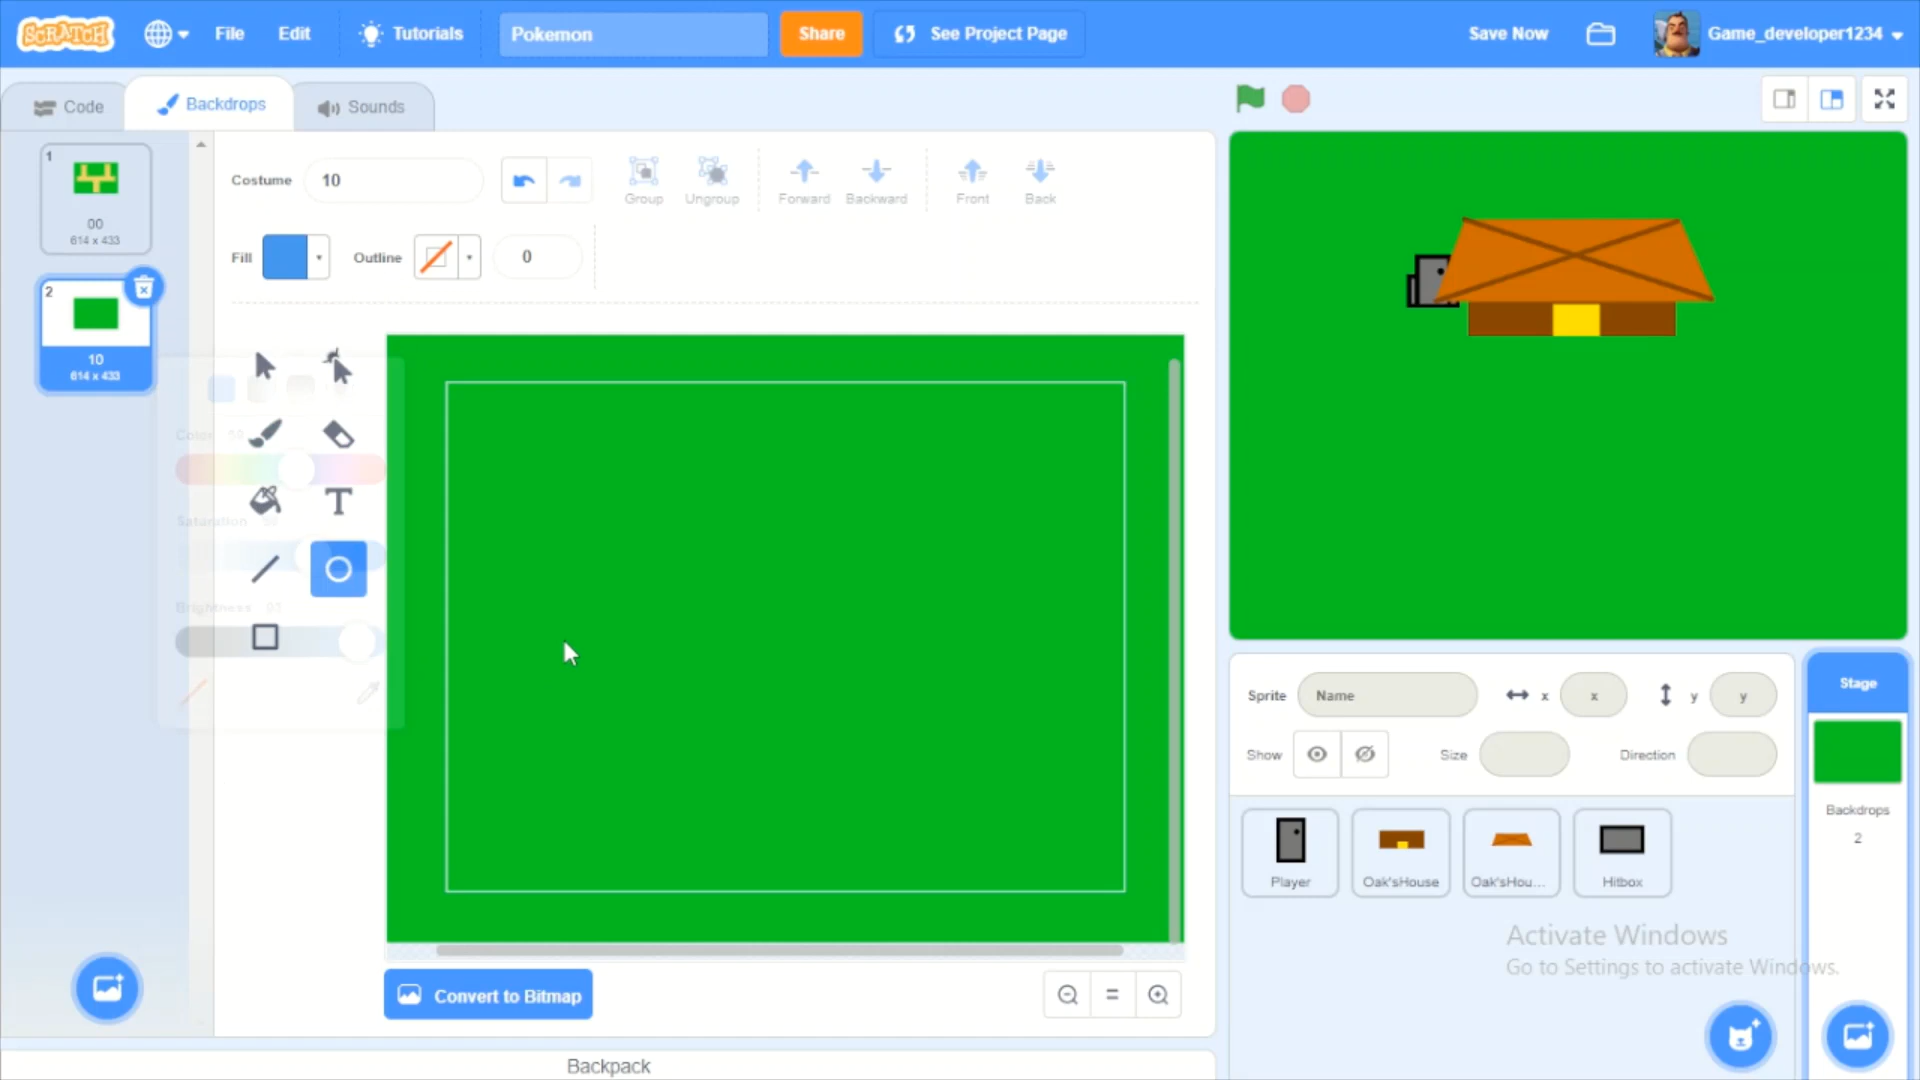 SCRATCH
File
Edit
Tutorials
Pokemon
Share
See Project Page
Save Now
Game_developer1234
Code
Backdrops
Sounds
1
00
614 x 433
2
10
614 x 433
Costume
10
Group
Ungroup
Forward
Backward
Front
Back
Fill
Outline
0
Color
Saturation
Brightness
T
Convert to Bitmap
Backpack
Sprite
Name
x
x
y
y
Show
Size
Direction
Player
Oak'sHouse
Oak'sHou...
Hitbox
Stage
Backdrops
2
Activate Windows
Go to Settings to activate Windows.